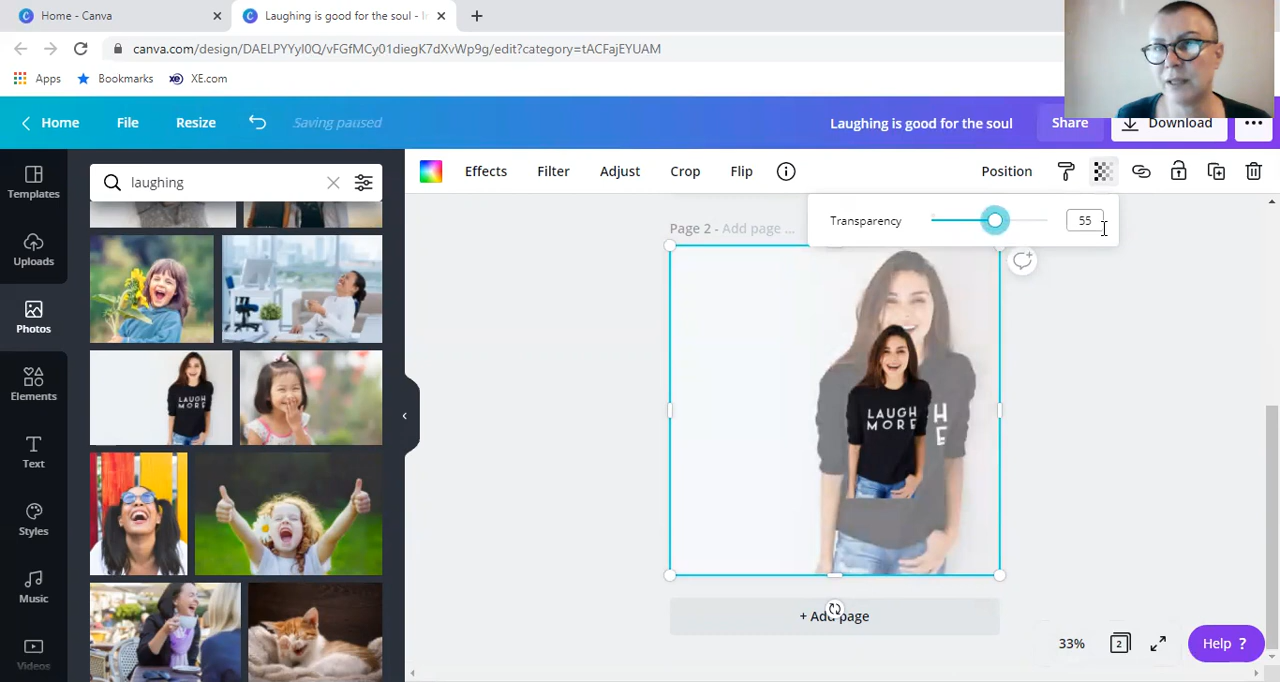 Home - Canva
Laughing is good for the soul - I
canva.com/design/DAELPYYyI0Q/vFGfMCy01diegK7dXvWp9g/edit?category=tACFajEYUAM
Apps
Bookmarks
XE.com
Home
File
Resize
Saving paused
Laughing is good for the soul
Share
Download
Templates
laughing
Effects
Filter
Adjust
Crop
Flip
Position
Transparency
55
Uploads
Page 2 - Add page ...
Photos
Elements
LAUGH
MORE
LAUGH
MORE
H
E
Text
Styles
Music
Videos
+ Add page
33%
2
Help ?